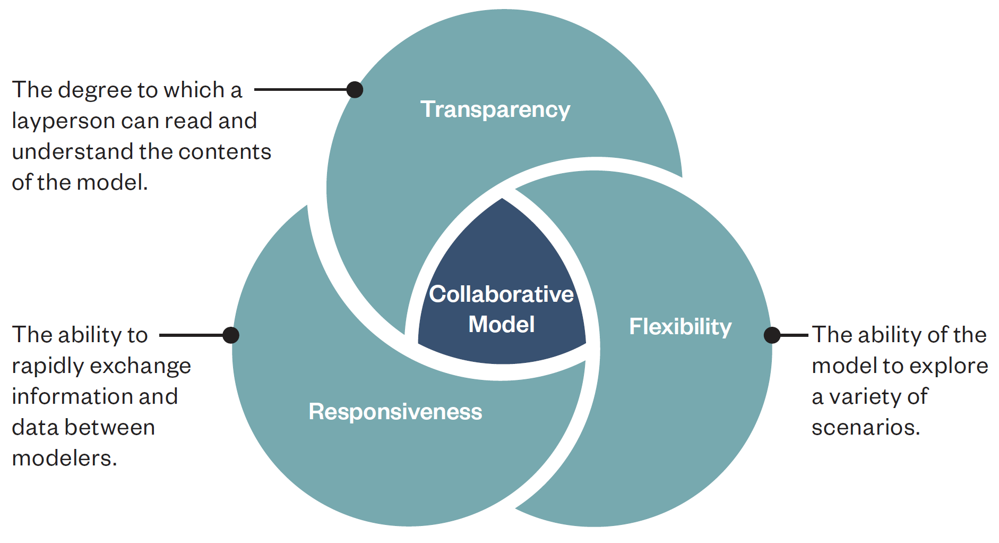 The degree to which a
layperson can read and
understand the contents
of the model.
Transparency
Collaborative
Model
Flexibility
The ability to
rapidly exchange
information and
data between
modelers.
Responsiveness
The ability of the
model to explore
a variety of
scenarios.